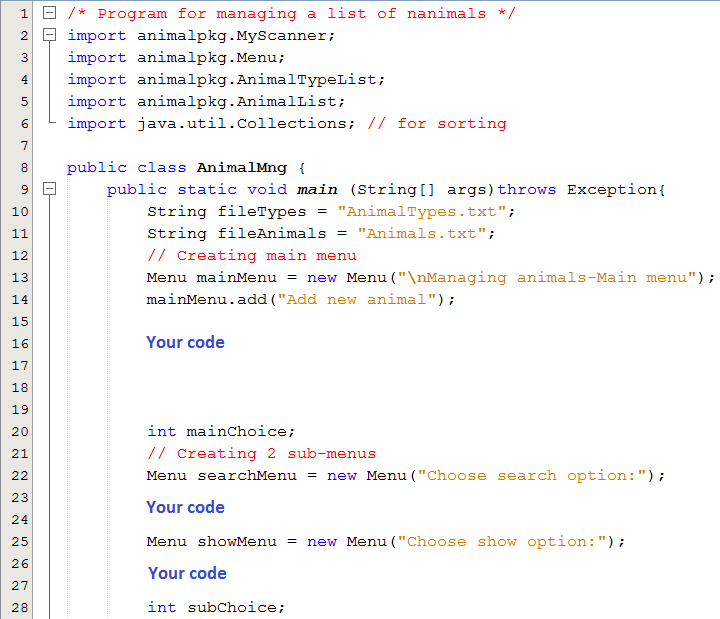 1 /* Program for managing a list of nanimals */
2 import animalpkg.MyScanner;
3 import animalpkg.Menu;
4 import animalpkg.AnimalTypeList;
5 import animalpkg.AnimalList;
6 import java.util.Collections; // for sorting
7
8 public class AnimalMng {
9 public static void main (String[] args)throws Exception{
10 String fileTypes = "AnimalTypes.txt";
11 String fileAnimals = "Animals.txt";
12 // Creating main menu
13 Menu mainMenu = new Menu("\nManaging animals-Main menu");
14 mainMenu.add("Add new animal");
15
16 Your code
17
18
19
20 int mainChoice;
21 // Creating 2 sub-menus
22 Menu searchMenu = new Menu("Choose search option:");
23 Your code
24
25 Menu showMenu = new Menu("Choose show option:");
26 Your code
27
28 int subChoice;